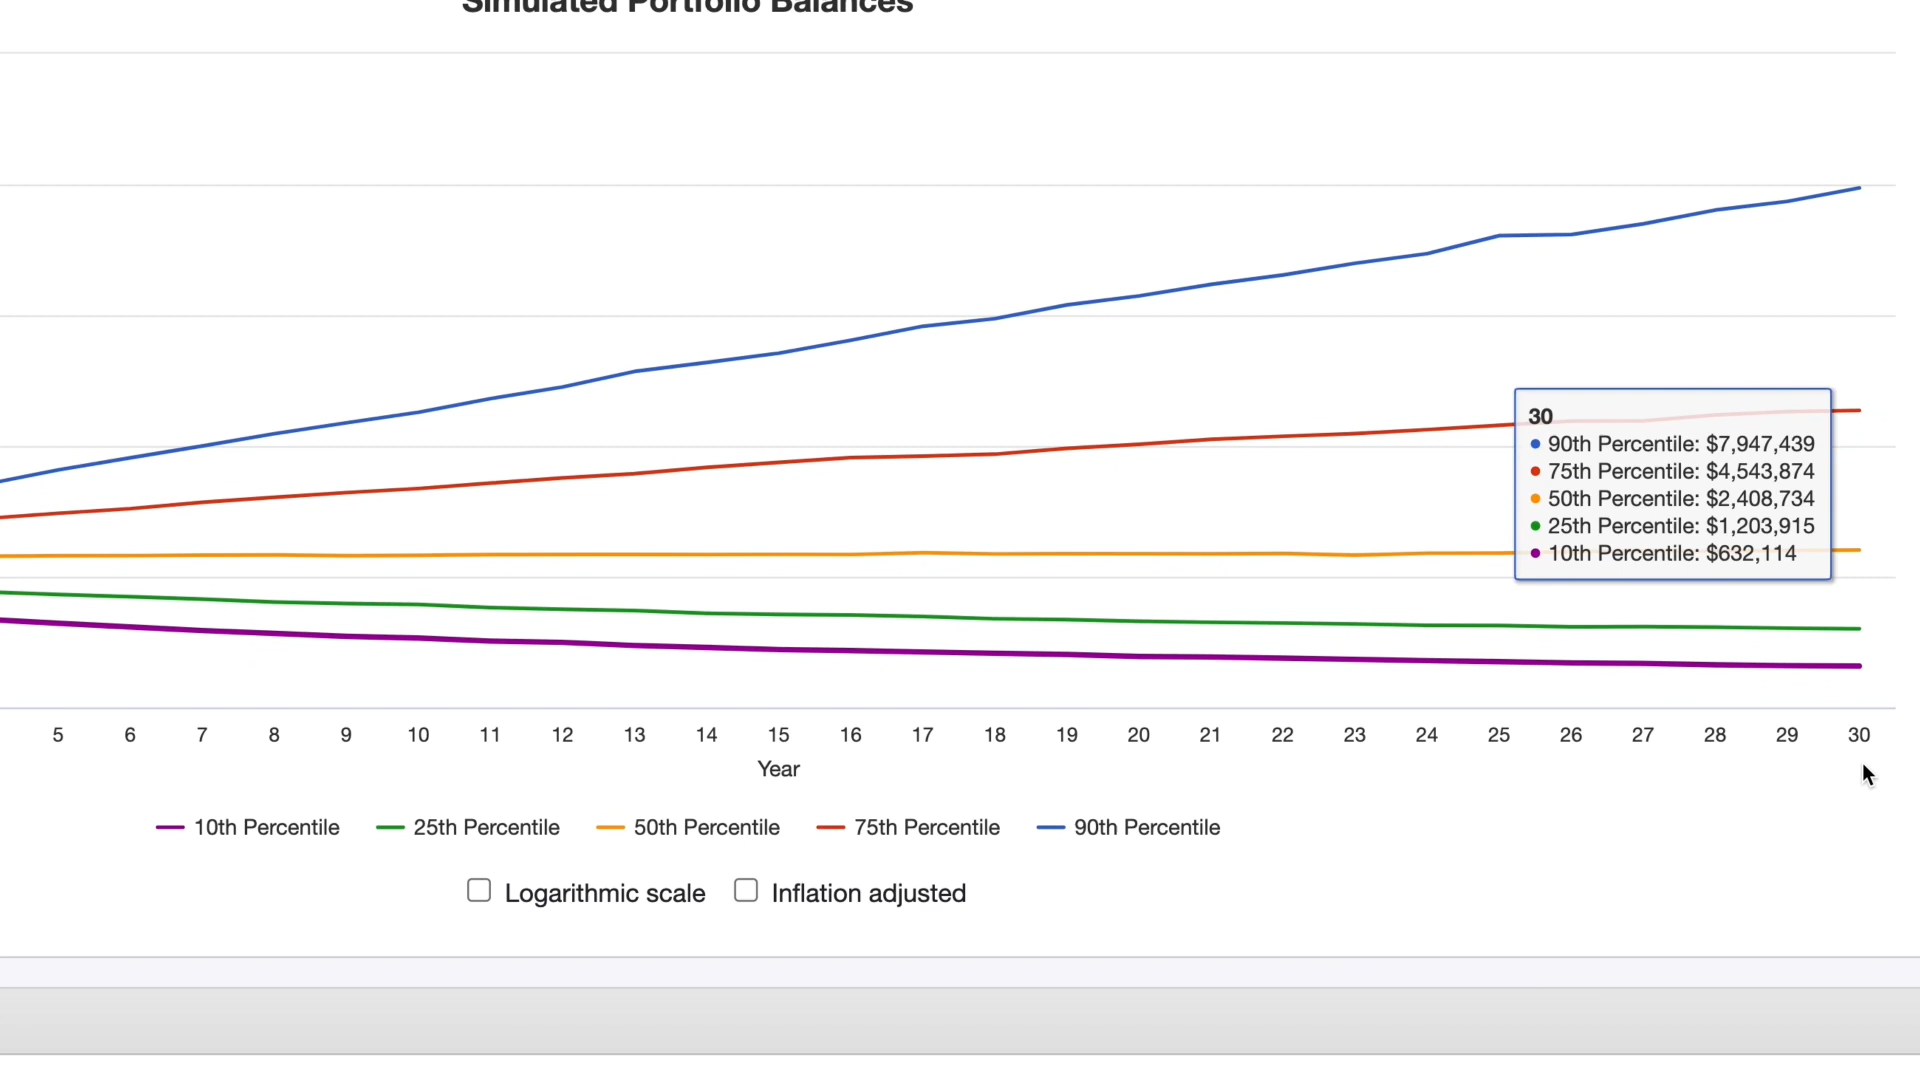 Simulated Portfolio Balances
30
90th Percentile: $7,947,439
75th Percentile: $4,543,874
50th Percentile: $2,408,734
25th Percentile: $1,203,915
10th Percentile: $632,114
5 6 7 8 9 10 11 12 13 14 15 16 17 18 19 20 21 22 23 24 25 26 27 28 29 30
Year
10th Percentile 25th Percentile 50th Percentile 75th Percentile 90th Percentile
Logarithmic scale Inflation adjusted